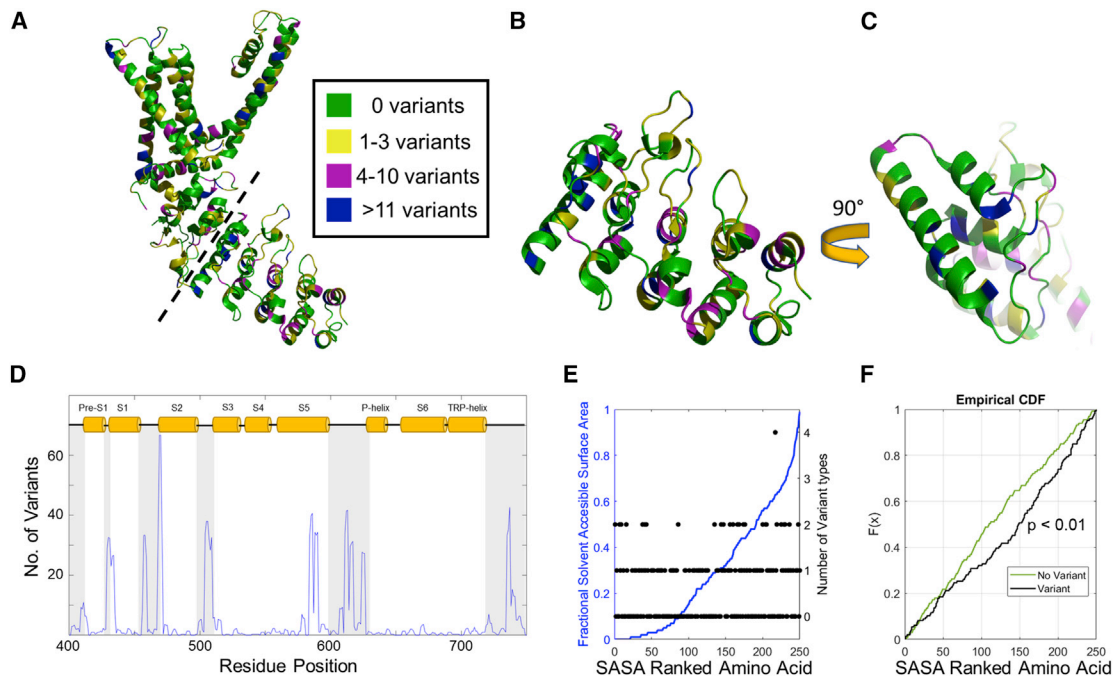 A
B
C
0 variants
1-3 variants
4-10 variants
>11 variants
90°
D
Pre-S1 S1 S2 S3 S4 S5 P-helix S6 TRP-helix
No. of Variants
60
40
20
400 500 600 700
Residue Position
E
Fractional Solvent Accesible Surface Area
1
0.8
0.6
0.4
0.2
0
4
3
2
1
0
Number of Variant types
0 50 100 150 200 250
SASA Ranked Amino Acid
F
Empirical CDF
F(x)
1
0.8
0.6
0.4
0.2
0
p < 0.01
No Variant
Variant
0 50 100 150 200 250
SASA Ranked Amino Acid